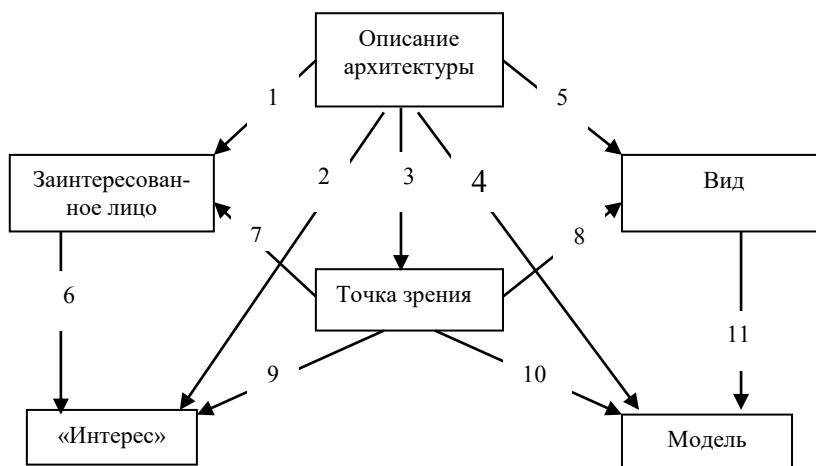 Описание
архитектуры
1
5
Заинтересован-
ное лицо
2
3
4
Вид
7
8
6
Точка зрения
11
9
10
«Интерес»
Модель